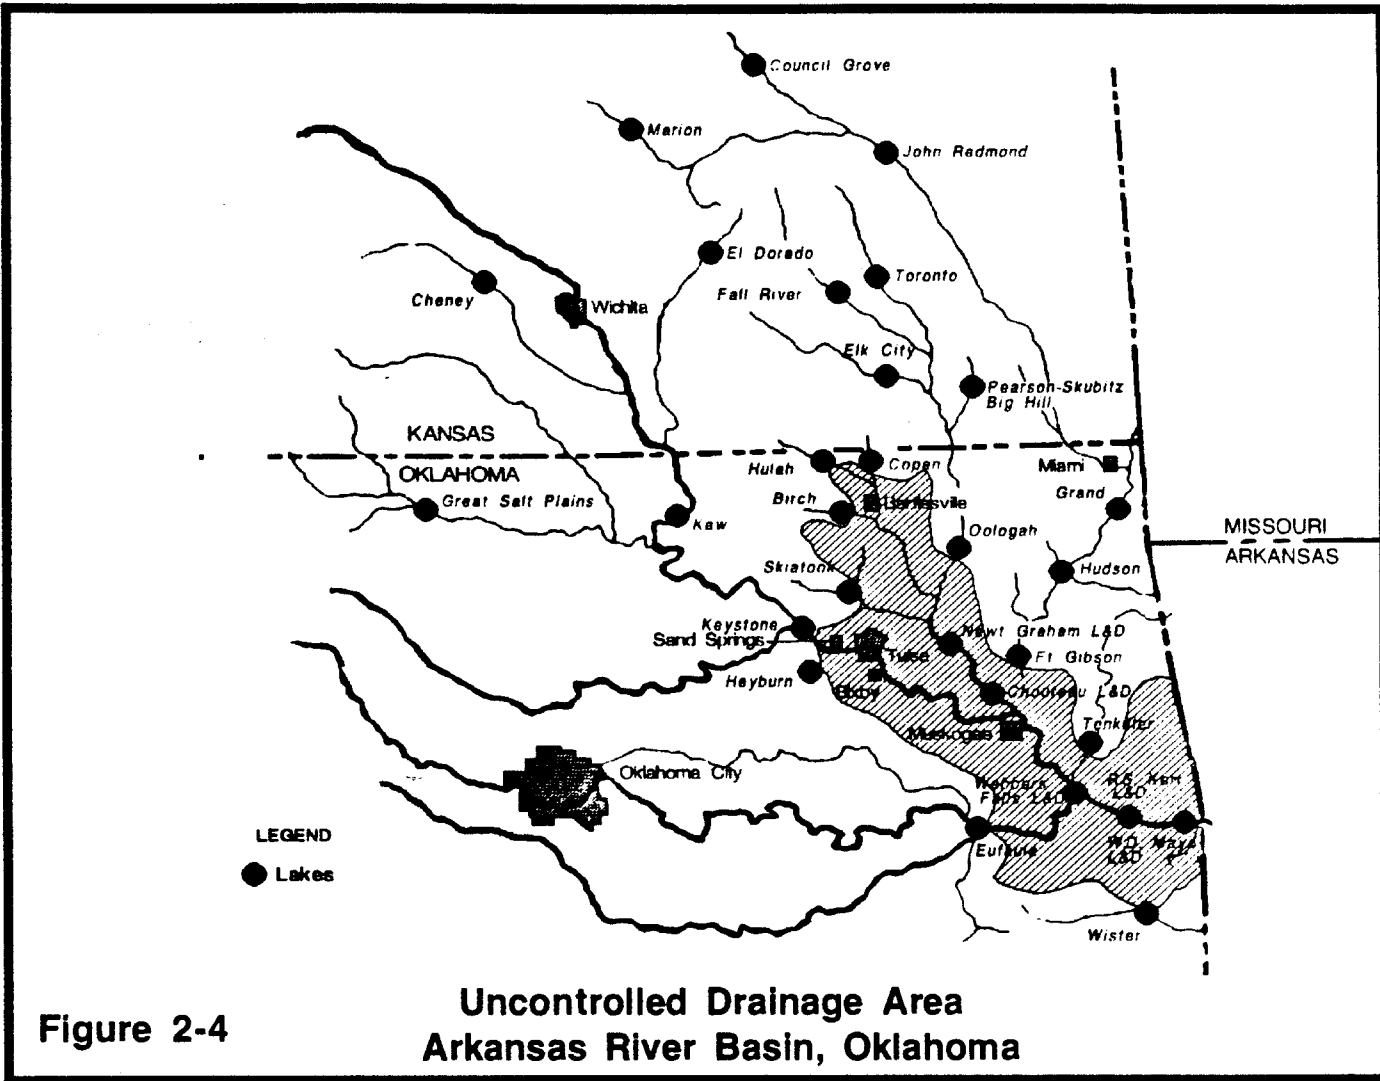 Council Grove
Marion
John Redmond
El Dorado
Toronto
Fall River
Cheney
Wichita
Elk City
Pearson-Skubitz
Big Hill
KANSAS
OKLAHOMA
Hulah
Copan
Miami
Great Salt Plains
Birch
Bartlesville
Grand
Kaw
Oologah
MISSOURI
ARKANSAS
Skiatook
Hudson
Keystone
Sand Springs
Newt Graham L&D
Tulsa
Ft Gibson
Heyburn
Bixby
Chouteau L&D
Tenkiller
Muskogee
Oklahoma City
Webbers
Falls L&D
R.S. Kerr
L&D
LEGEND
Lakes
Eufaula
W.D. Mayo
L&D
Wister
Uncontrolled Drainage Area
Arkansas River Basin, Oklahoma
Figure 2-4